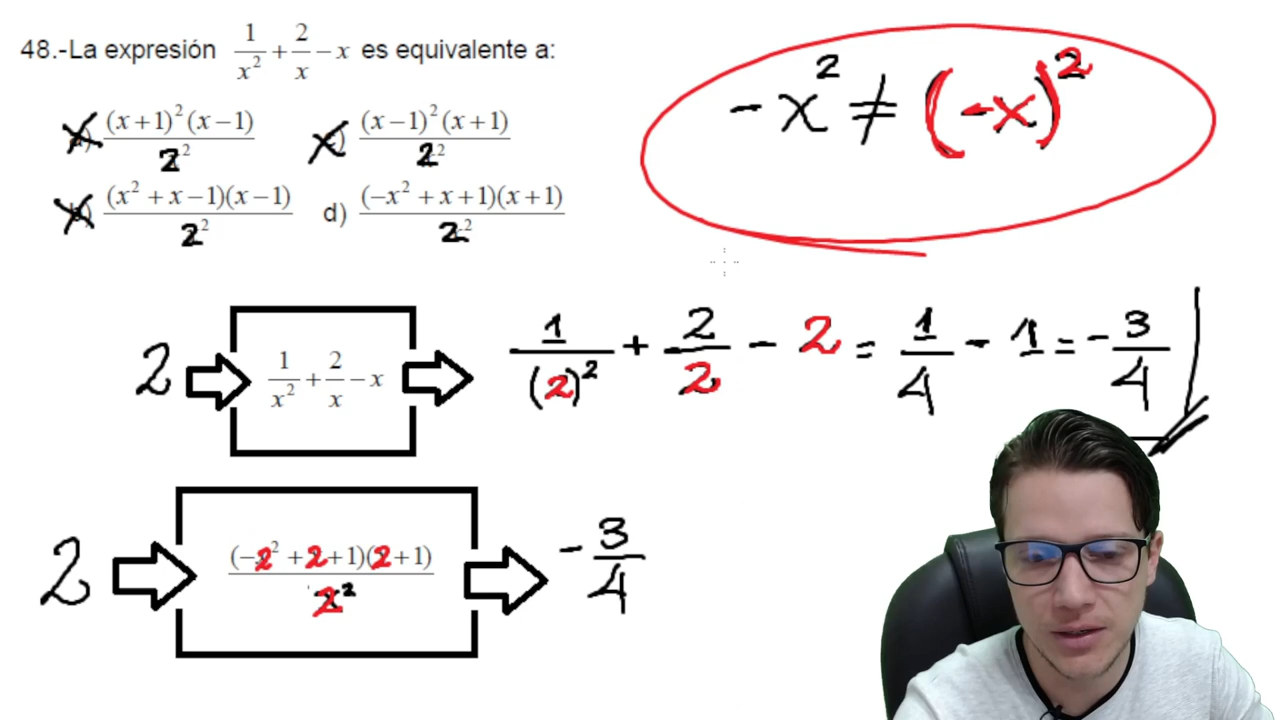 48.-La expresión 1/x² + 2/x − x es equivalente a:
(x+1)²(x−1)/2²
(x−1)²(x+1)/2²
(x²+x−1)(x−1)/2²
d) (−x²+x+1)(x+1)/2²
-x² ≠ (-x)²
2 1/x² + 2/x − x 1/(2)² + 2/2 - 2 = 1/4 - 1 = -3/4
2 (−2²+2+1)(2+1)/2² -3/4